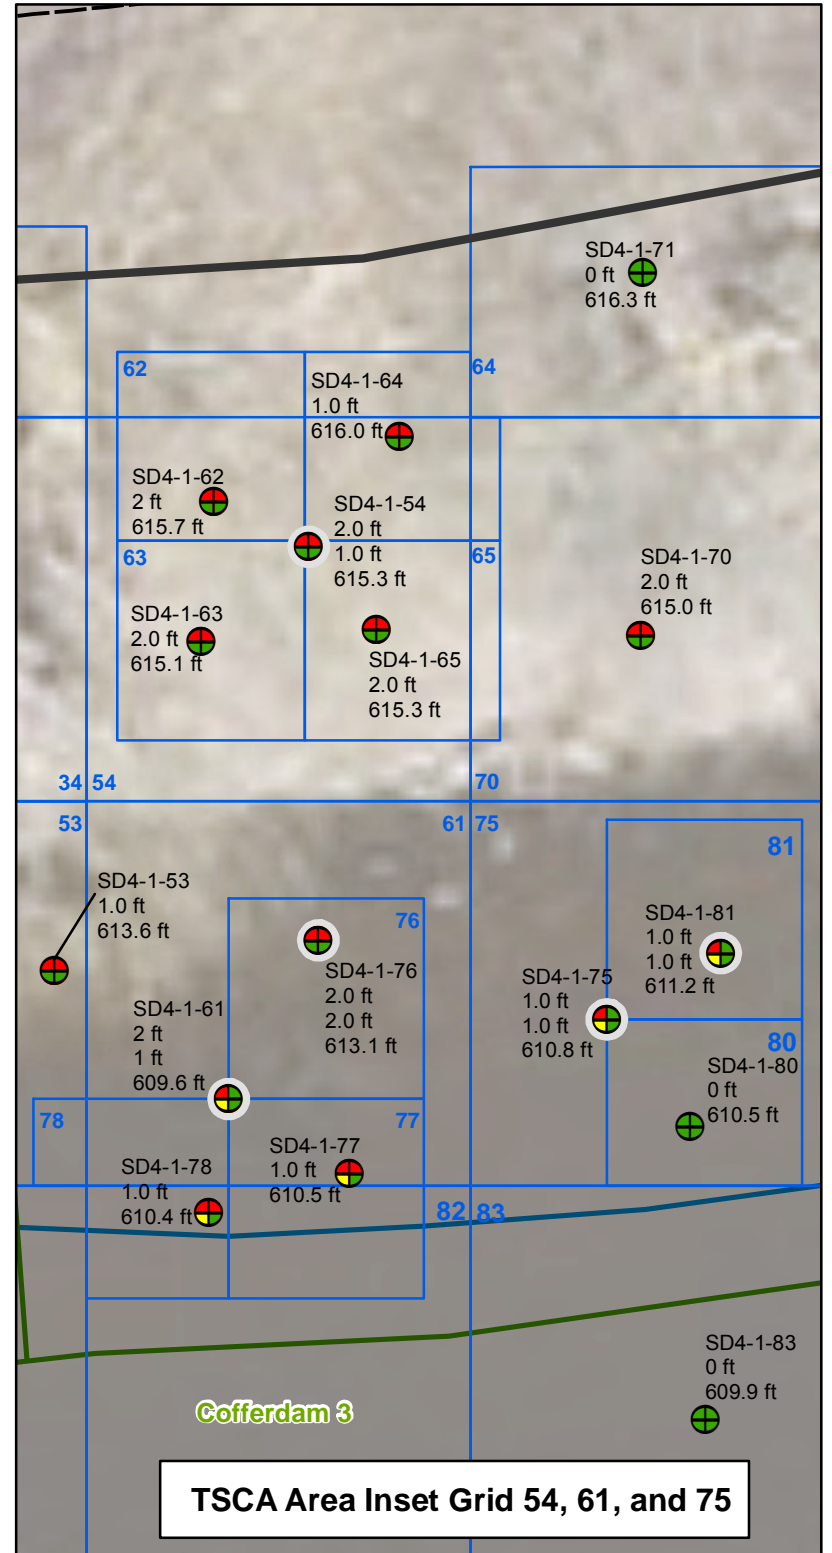 SD4-1-71
0 ft
616.3 ft
62
64
SD4-1-64
1.0 ft
616.0 ft
SD4-1-62
2 ft
615.7 ft
SD4-1-54
2.0 ft
1.0 ft
615.3 ft
63
65
SD4-1-70
2.0 ft
615.0 ft
SD4-1-63
2.0 ft
615.1 ft
SD4-1-65
2.0 ft
615.3 ft
34 54
70
53
61 75
81
SD4-1-53
1.0 ft
613.6 ft
76
SD4-1-81
1.0 ft
1.0 ft
611.2 ft
SD4-1-76
2.0 ft
2.0 ft
613.1 ft
SD4-1-75
1.0 ft
1.0 ft
610.8 ft
SD4-1-61
2 ft
1 ft
609.6 ft
80
SD4-1-80
0 ft
610.5 ft
78
77
SD4-1-77
1.0 ft
610.5 ft
SD4-1-78
1.0 ft
610.4 ft
82 83
SD4-1-83
0 ft
609.9 ft
Cofferdam 3
TSCA Area Inset Grid 54, 61, and 75